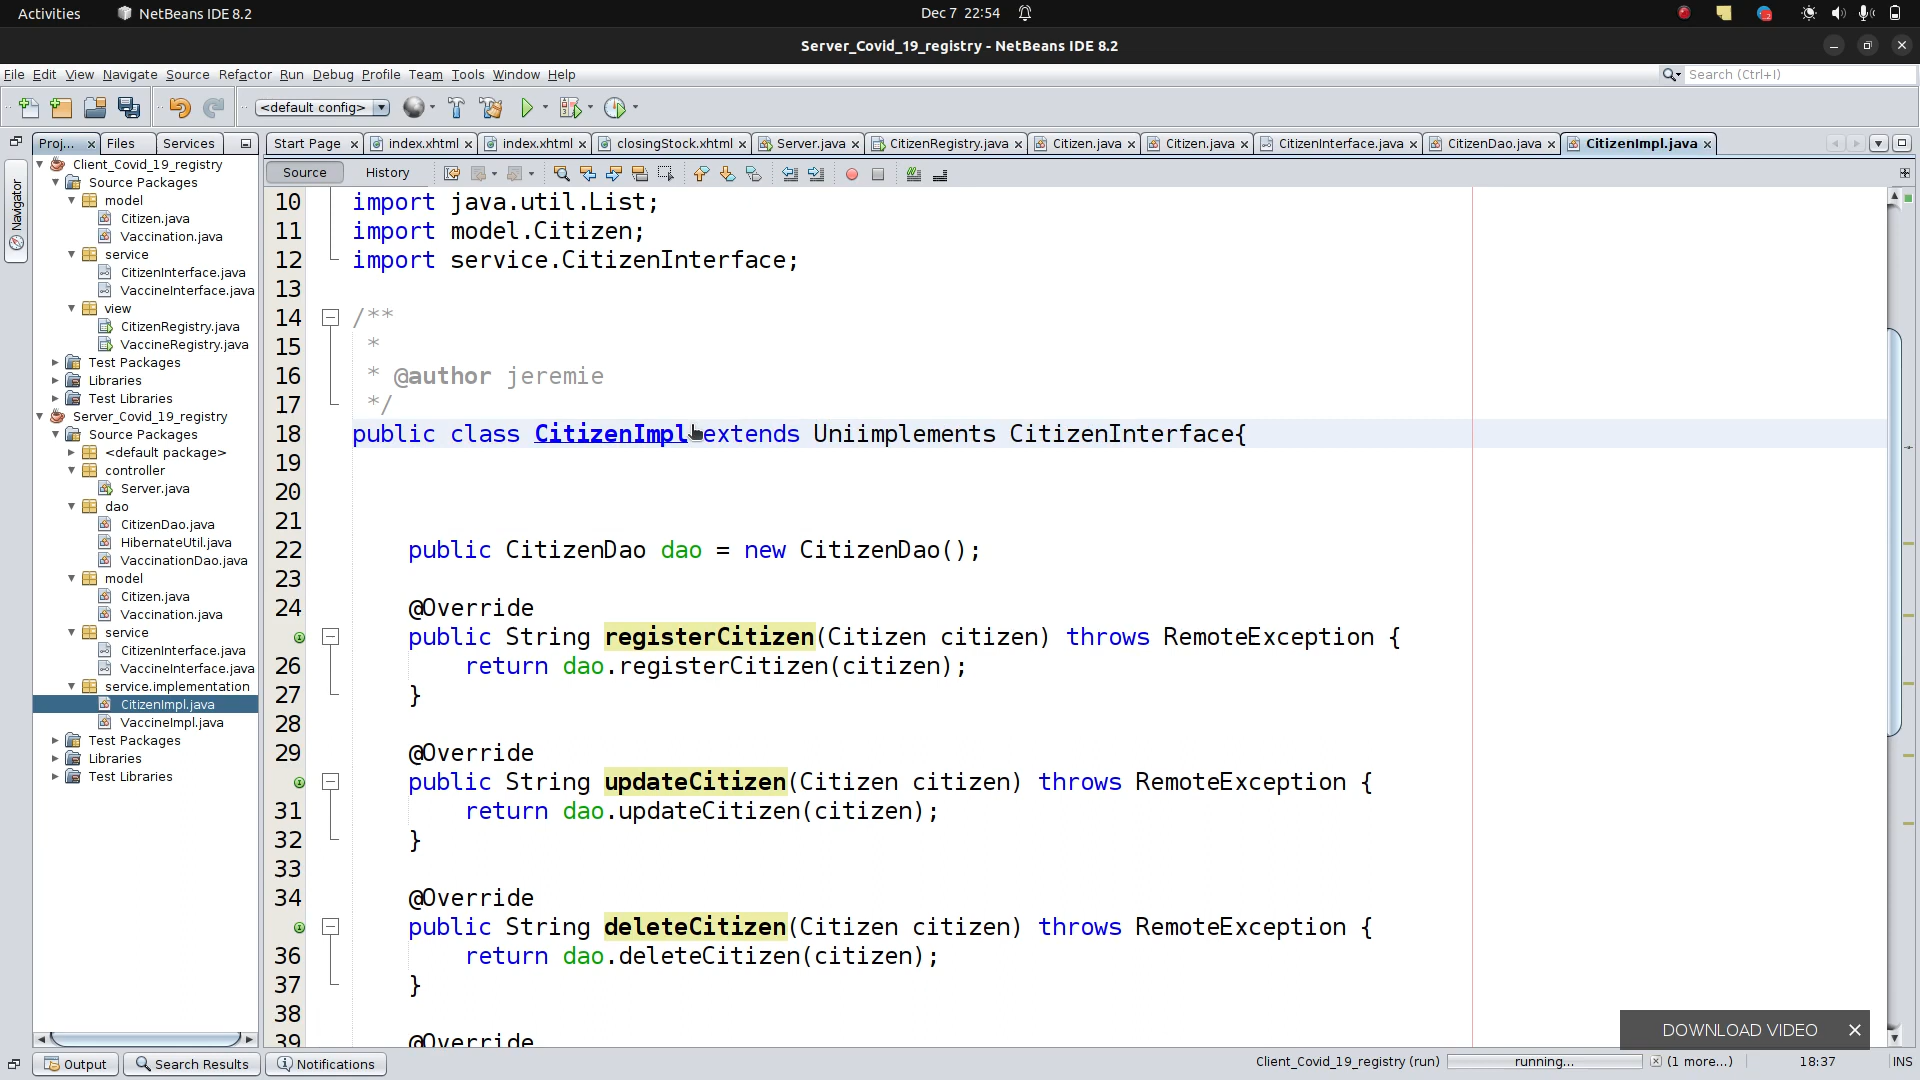 Activities NetBeans IDE 8.2 Dec 7 22:54
Server_Covid_19_registry - NetBeans IDE 8.2
File Edit View Navigate Source Refactor Run Debug Profile Team Tools Window Help Search (Ctrl+I)
<default config>
Proj... Files Services Start Page index.xhtml index.xhtml closingStock.xhtml Server.java CitizenRegistry.java Citizen.java Citizen.java CitizenInterface.java CitizenDao.java CitizenImpl.java
Source History
Navigator
Client_Covid_19_registry
Source Packages
model
Citizen.java
Vaccination.java
service
CitizenInterface.java
VaccineInterface.java
view
CitizenRegistry.java
VaccineRegistry.java
Test Packages
Libraries
Test Libraries
Server_Covid_19_registry
Source Packages
<default package>
controller
Server.java
dao
CitizenDao.java
HibernateUtil.java
VaccinationDao.java
model
Citizen.java
Vaccination.java
service
CitizenInterface.java
VaccineInterface.java
service.implementation
CitizenImpl.java
VaccineImpl.java
Test Packages
Libraries
Test Libraries
10 import java.util.List;
11 import model.Citizen;
12 import service.CitizenInterface;
13
14 /**
15 *
16 * @author jeremie
17 */
18 public class CitizenImpl extends Uniimplements CitizenInterface{
19
20
21
22 public CitizenDao dao = new CitizenDao();
23
24 @Override
public String registerCitizen(Citizen citizen) throws RemoteException {
26 return dao.registerCitizen(citizen);
27 }
28
29 @Override
public String updateCitizen(Citizen citizen) throws RemoteException {
31 return dao.updateCitizen(citizen);
32 }
33
34 @Override
public String deleteCitizen(Citizen citizen) throws RemoteException {
36 return dao.deleteCitizen(citizen);
37 }
38
39 @Override
DOWNLOAD VIDEO
Output Search Results Notifications Client_Covid_19_registry (run) running... (1 more...) 18:37 INS